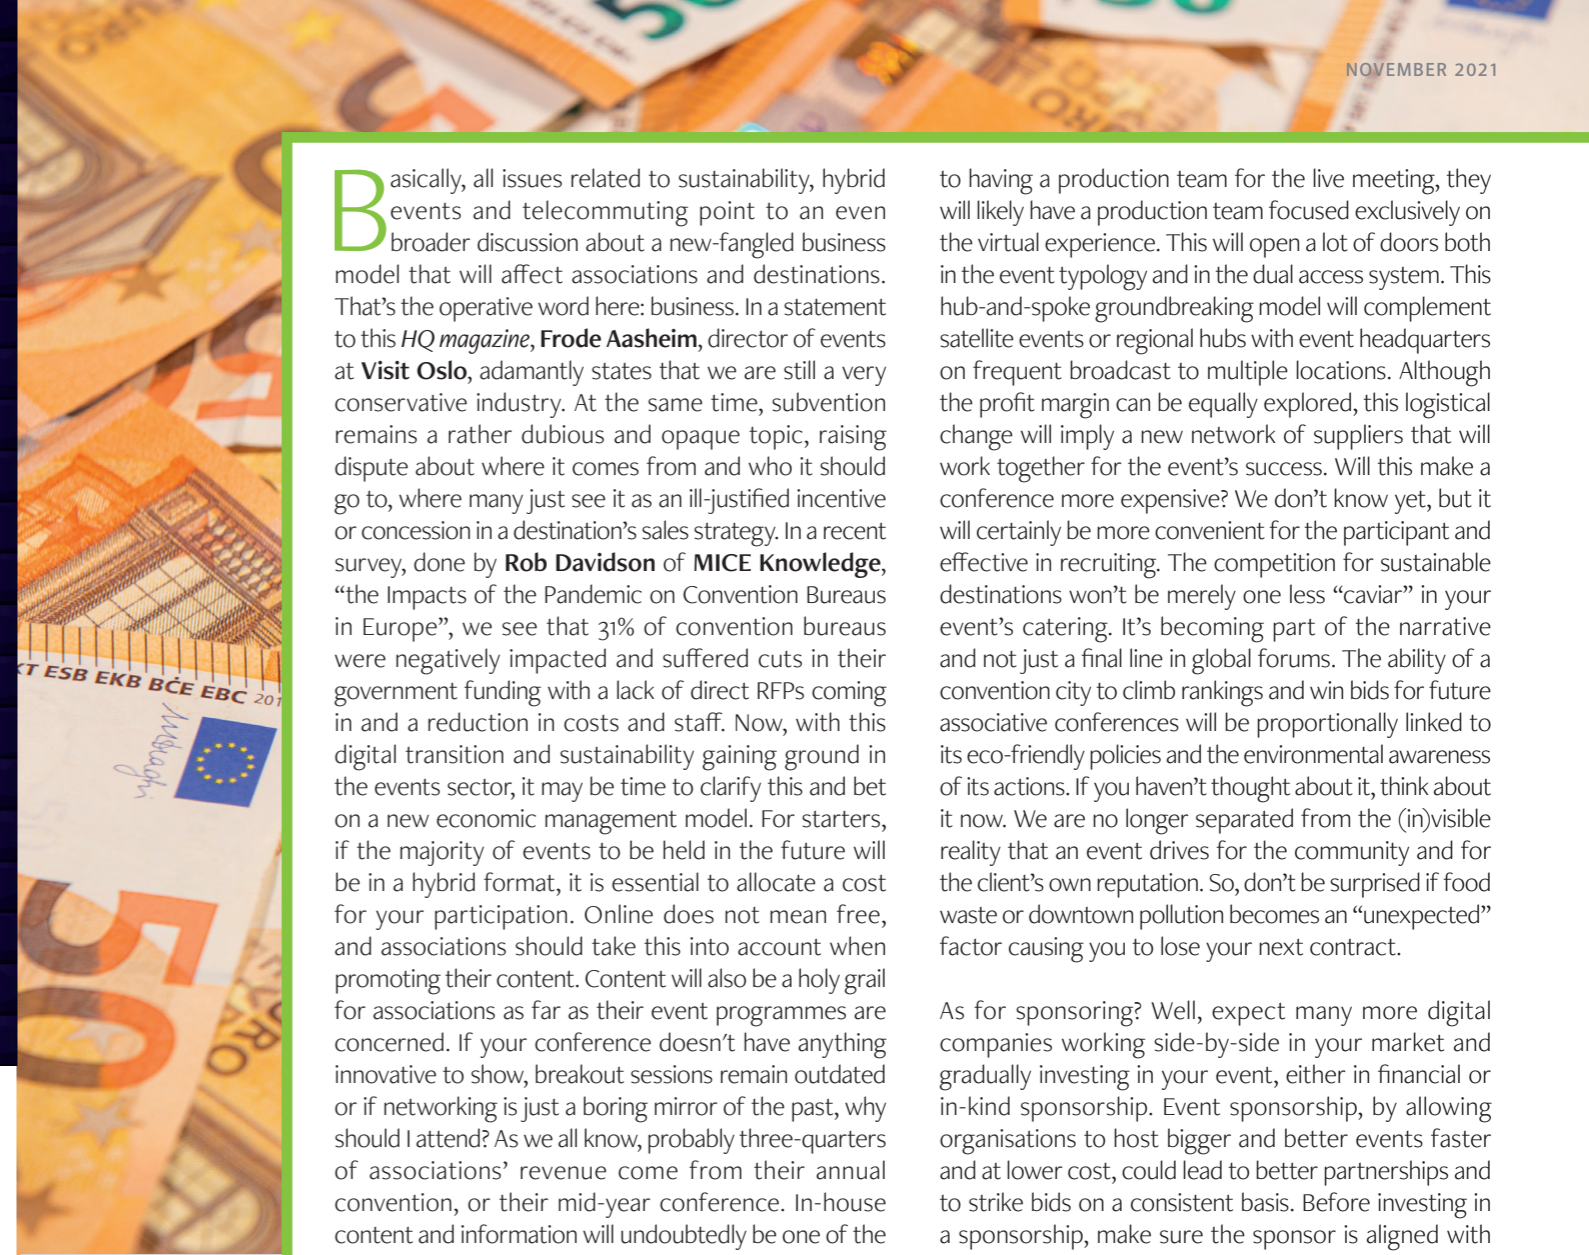 NOVEMBER 2021
Basically, all issues related to sustainability, hybrid
events and telecommuting point to an even
broader discussion about a new-fangled business
model that will affect associations and destinations.
That’s the operative word here: business. In a statement
to this HQ magazine, Frode Aasheim, director of events
at Visit Oslo, adamantly states that we are still a very
conservative industry. At the same time, subvention
remains a rather dubious and opaque topic, raising
dispute about where it comes from and who it should
go to, where many just see it as an ill-justified incentive
or concession in a destination’s sales strategy. In a recent
survey, done by Rob Davidson of MICE Knowledge,
“the Impacts of the Pandemic on Convention Bureaus
in Europe”, we see that 31% of convention bureaus
were negatively impacted and suffered cuts in their
government funding with a lack of direct RFPs coming
in and a reduction in costs and staff. Now, with this
digital transition and sustainability gaining ground in
the events sector, it may be time to clarify this and bet
on a new economic management model. For starters,
if the majority of events to be held in the future will
be in a hybrid format, it is essential to allocate a cost
for your participation. Online does not mean free,
and associations should take this into account when
promoting their content. Content will also be a holy grail
for associations as far as their event programmes are
concerned. If your conference doesn’t have anything
innovative to show, breakout sessions remain outdated
or if networking is just a boring mirror of the past, why
should I attend? As we all know, probably three-quarters
of associations’ revenue come from their annual
convention, or their mid-year conference. In-house
content and information will undoubtedly be one of the
to having a production team for the live meeting, they
will likely have a production team focused exclusively on
the virtual experience. This will open a lot of doors both
in the event typology and in the dual access system. This
hub-and-spoke groundbreaking model will complement
satellite events or regional hubs with event headquarters
on frequent broadcast to multiple locations. Although
the profit margin can be equally explored, this logistical
change will imply a new network of suppliers that will
work together for the event’s success. Will this make a
conference more expensive? We don’t know yet, but it
will certainly be more convenient for the participant and
effective in recruiting. The competition for sustainable
destinations won’t be merely one less “caviar” in your
event’s catering. It’s becoming part of the narrative
and not just a final line in global forums. The ability of a
convention city to climb rankings and win bids for future
associative conferences will be proportionally linked to
its eco-friendly policies and the environmental awareness
of its actions. If you haven’t thought about it, think about
it now. We are no longer separated from the (in)visible
reality that an event drives for the community and for
the client’s own reputation. So, don’t be surprised if food
waste or downtown pollution becomes an “unexpected”
factor causing you to lose your next contract.
As for sponsoring? Well, expect many more digital
companies working side-by-side in your market and
gradually investing in your event, either in financial or
in-kind sponsorship. Event sponsorship, by allowing
organisations to host bigger and better events faster
and at lower cost, could lead to better partnerships and
to strike bids on a consistent basis. Before investing in
a sponsorship, make sure the sponsor is aligned with
ESB EKB BĊE EBC
50